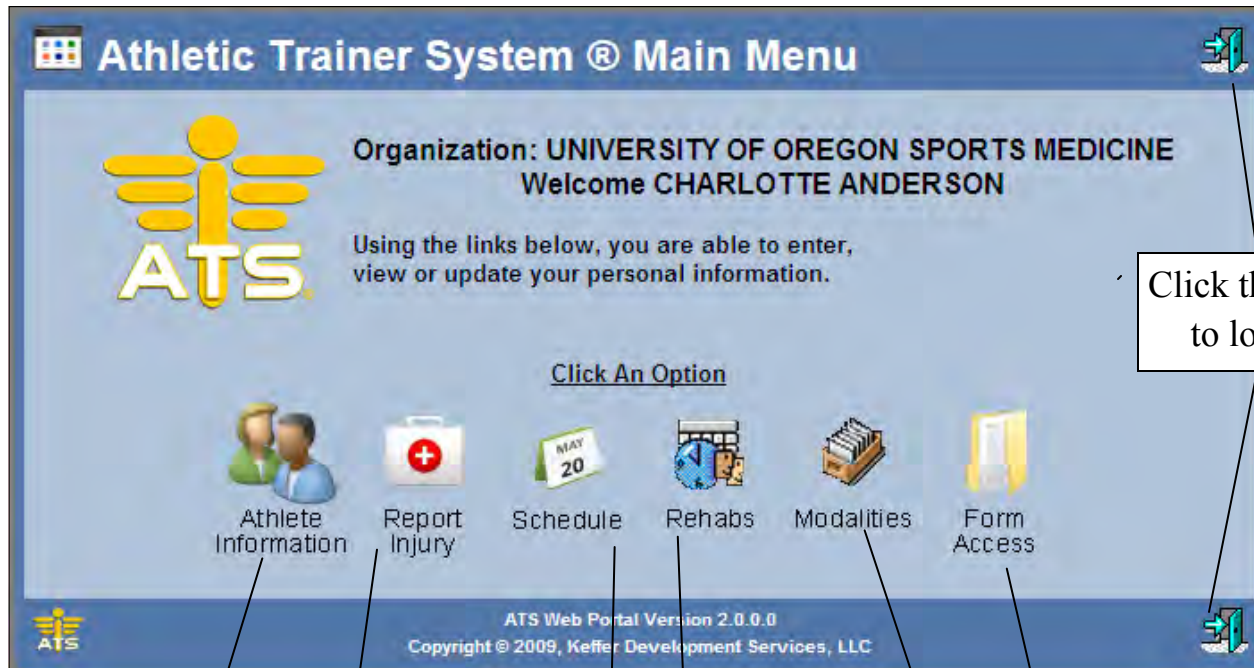 Athletic Trainer System ® Main Menu
Organization: UNIVERSITY OF OREGON SPORTS MEDICINE
Welcome CHARLOTTE ANDERSON
ATS
Using the links below, you are able to enter,
view or update your personal information.
Click
to
Click An Option
MAY
20
Athlete
Information
Report
Injury
Schedule
Rehabs
Modalities
Form
Access
ATS
ATS Web Portal Version 2.0.0.0
Copyright © 2009, Keffer Development Services, LLC